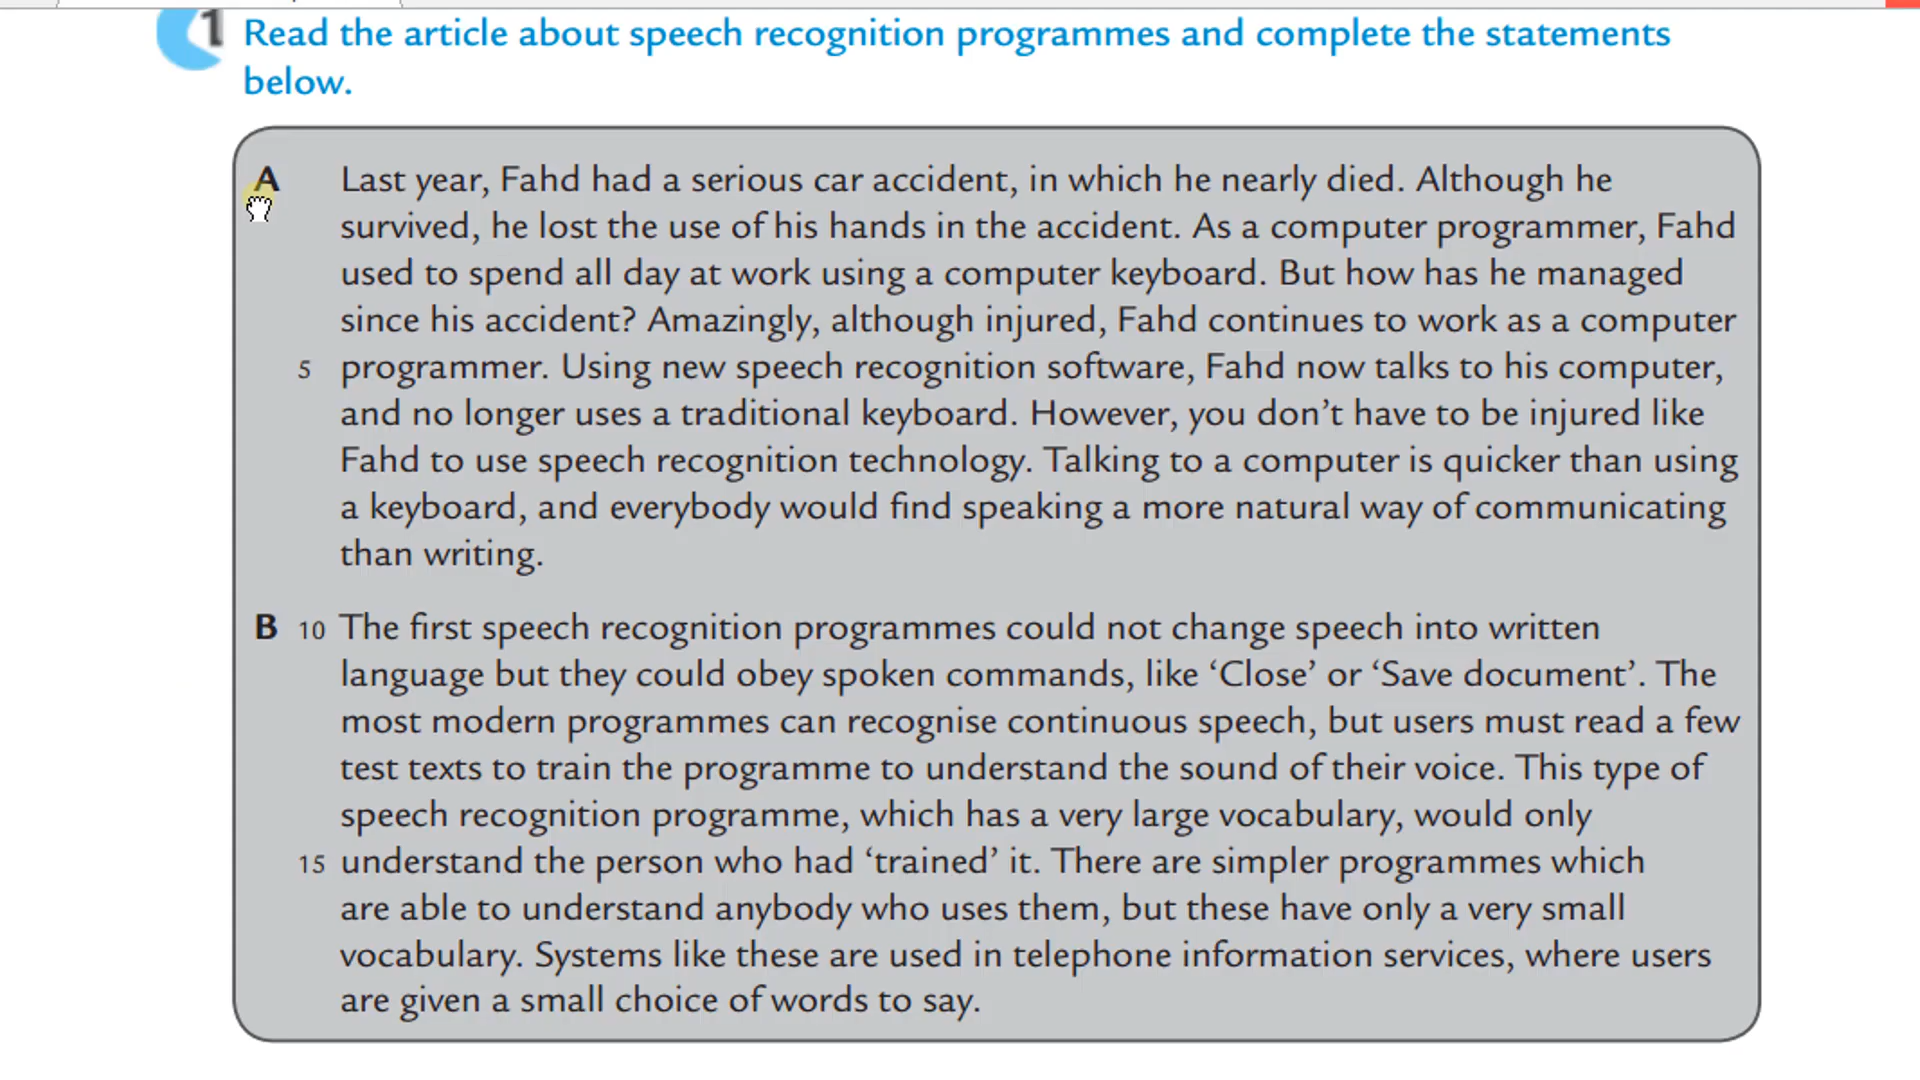 1 Read the article about speech recognition programmes and complete the statements
below.
A Last year, Fahd had a serious car accident, in which he nearly died. Although he
survived, he lost the use of his hands in the accident. As a computer programmer, Fahd
used to spend all day at work using a computer keyboard. But how has he managed
since his accident? Amazingly, although injured, Fahd continues to work as a computer
5 programmer. Using new speech recognition software, Fahd now talks to his computer,
and no longer uses a traditional keyboard. However, you don't have to be injured like
Fahd to use speech recognition technology. Talking to a computer is quicker than using
a keyboard, and everybody would find speaking a more natural way of communicating
than writing.
B 10 The first speech recognition programmes could not change speech into written
language but they could obey spoken commands, like ‘Close’ or ‘Save document’. The
most modern programmes can recognise continuous speech, but users must read a few
test texts to train the programme to understand the sound of their voice. This type of
speech recognition programme, which has a very large vocabulary, would only
15 understand the person who had ‘trained’ it. There are simpler programmes which
are able to understand anybody who uses them, but these have only a very small
vocabulary. Systems like these are used in telephone information services, where users
are given a small choice of words to say.